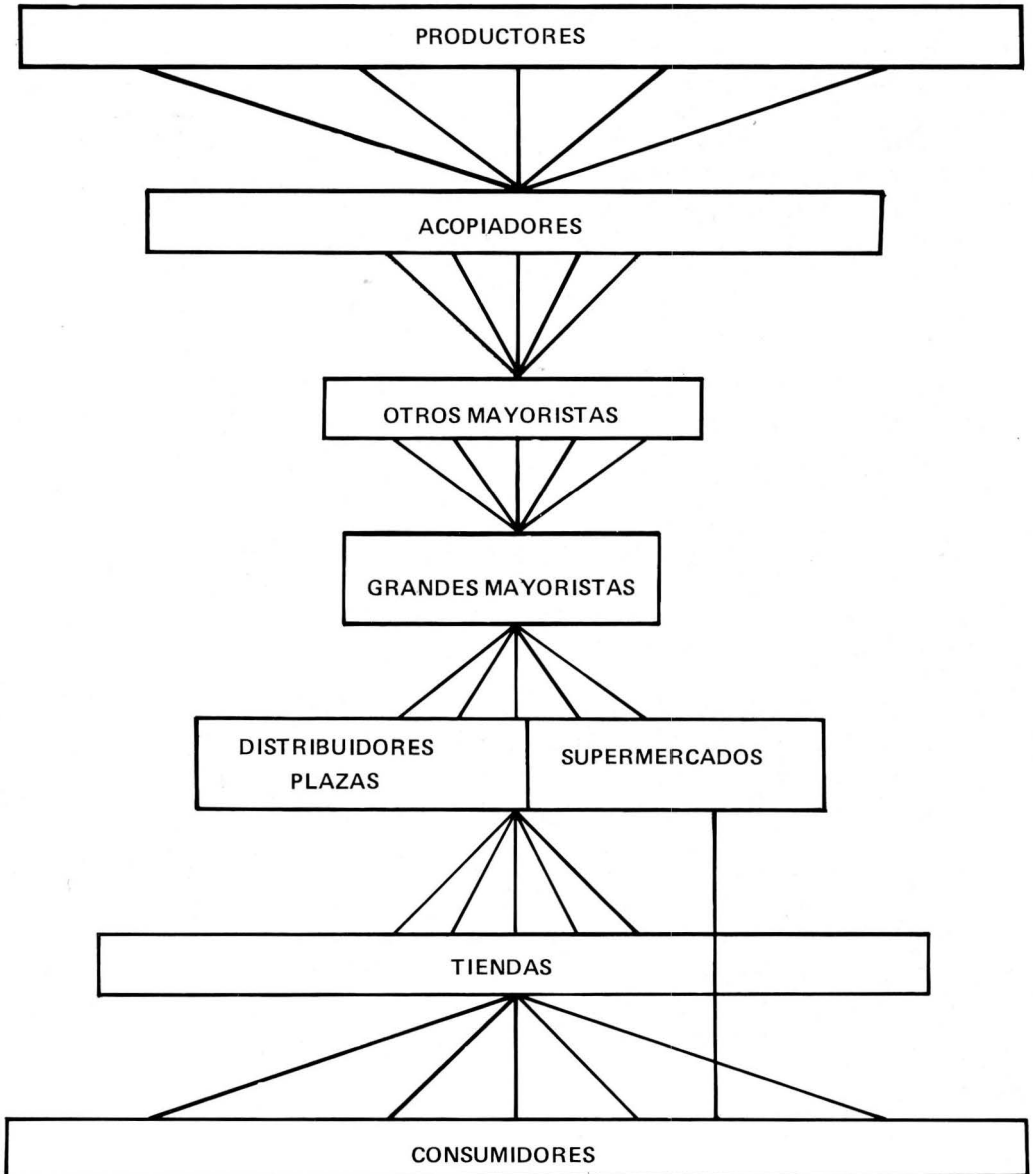 PRODUCTORES
ACOPIADORES
OTROS MAYORISTAS
GRANDES MAYORISTAS
DISTRIBUIDORES
PLAZAS
SUPERMERCADOS
TIENDAS
CONSUMIDORES